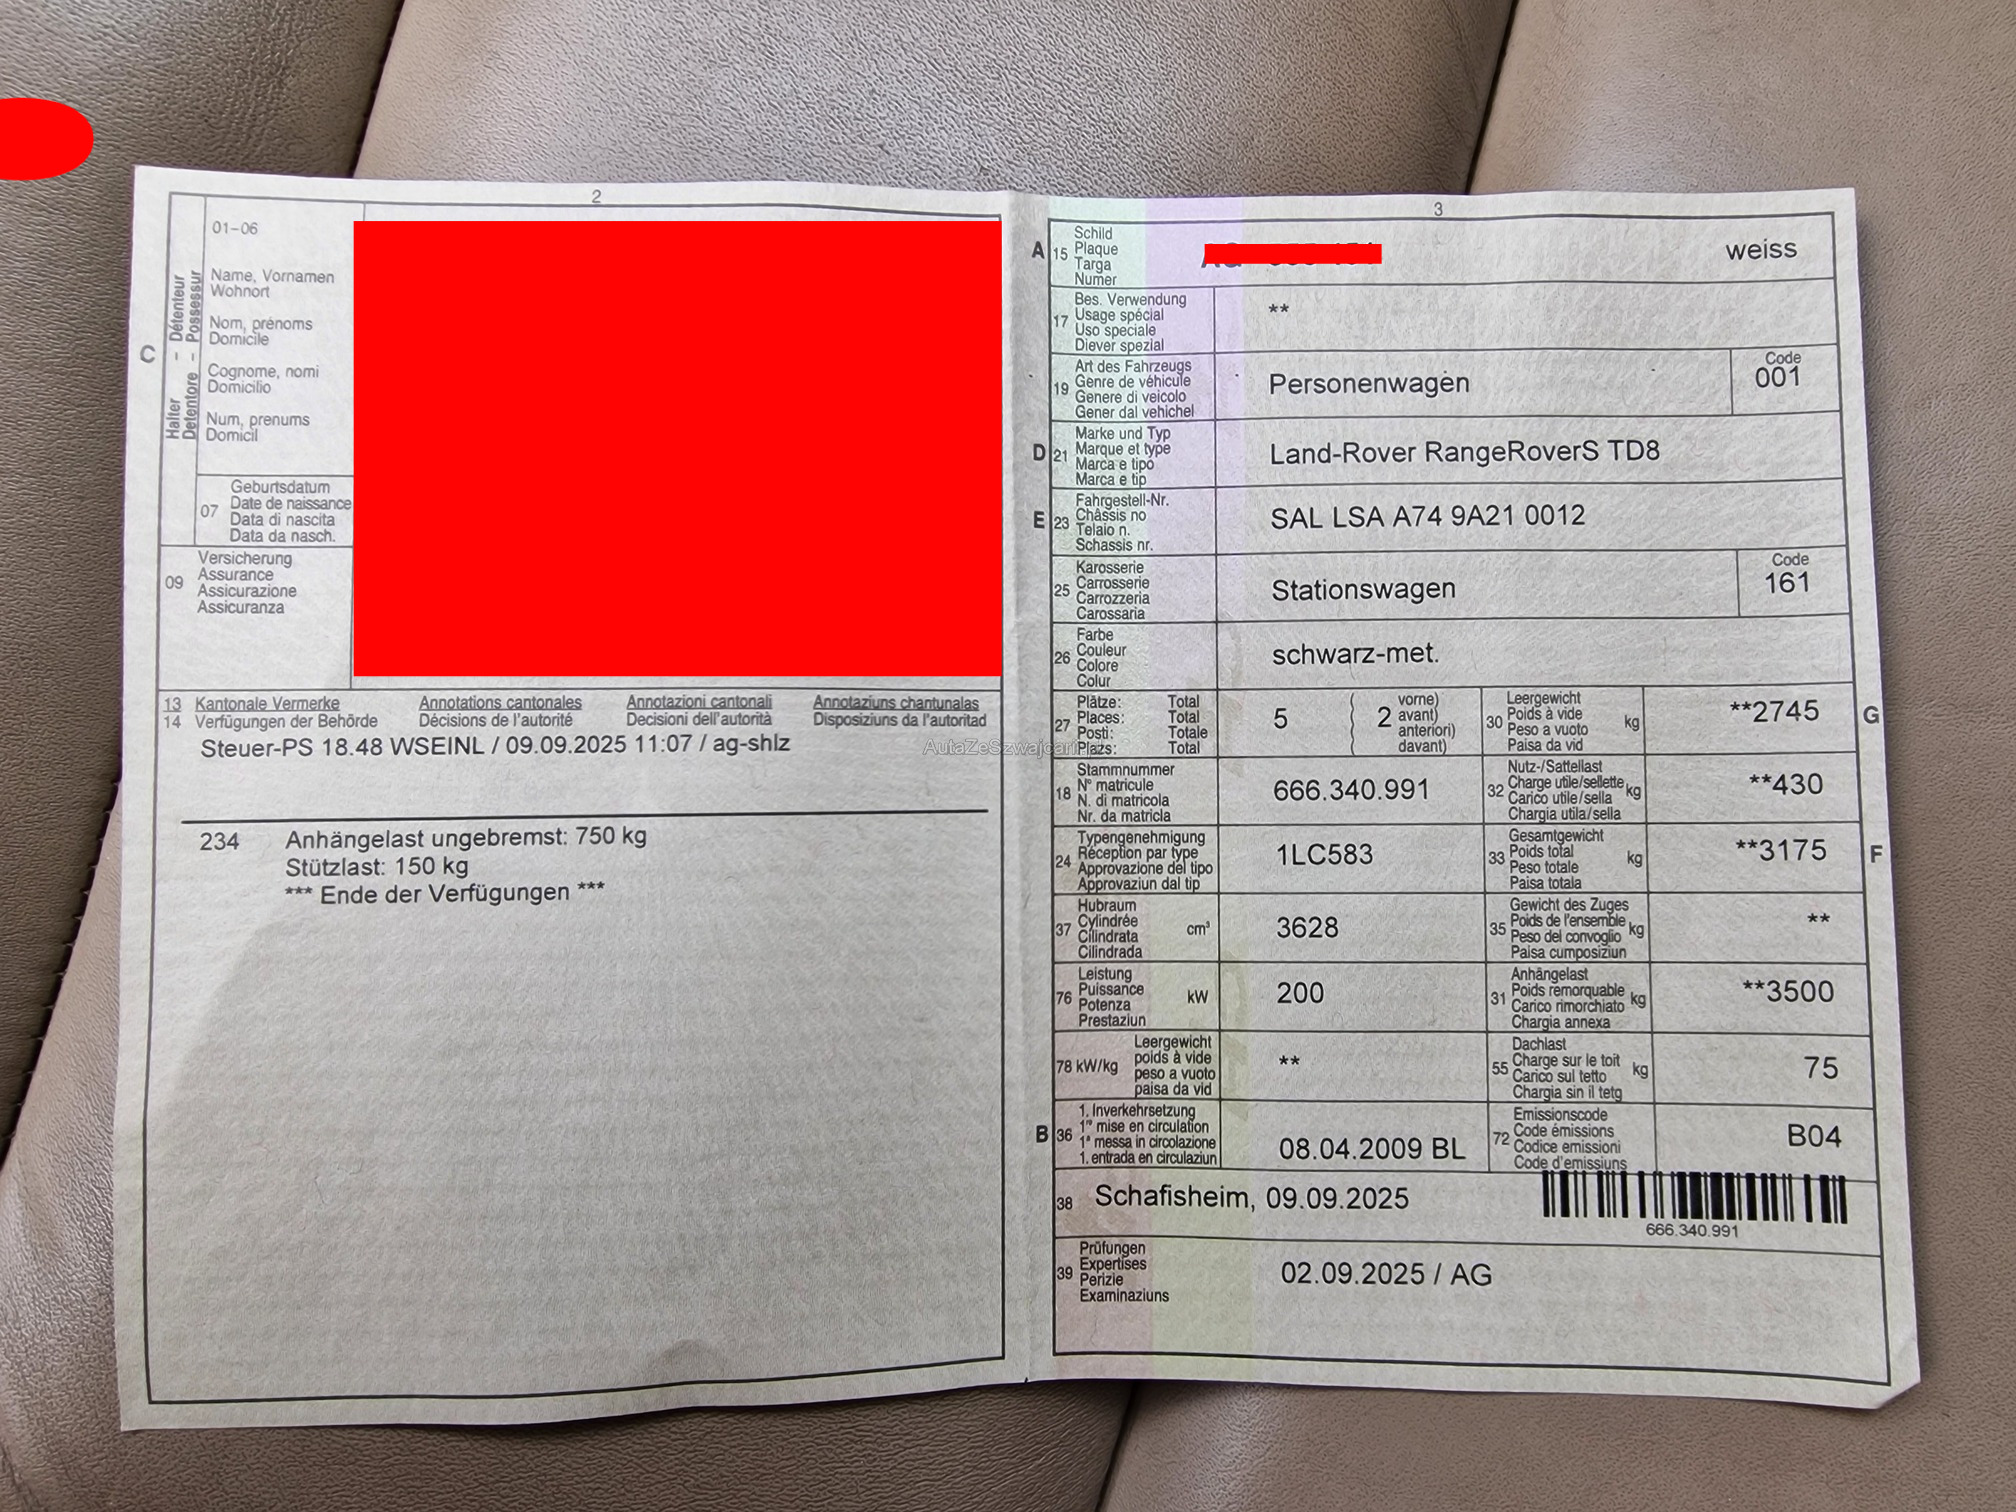 2
01-06
Name, Vornamen
Wohnort
Nom, prénoms
Domicile
Cognome, nomi
Domicilio
Num, prenums
Domicil
C
Halter - Détenteur
Detentore - Possessur
07
Geburtsdatum
Date de naissance
Data di nascita
Data da nasch.
09
Versicherung
Assurance
Assicurazione
Assicuranza
13 Kantonale Vermerke Annotations cantonales Annotazioni cantonali Annotaziuns chantunalas
14 Verfügungen der Behörde Décisions de l'autorité Decisioni dell'autorità Disposiziuns da l'autoritad
Steuer-PS 18.48 WSEINL / 09.09.2025 11:07 / ag-shlz
234 Anhängelast ungebremst: 750 kg
Stützlast: 150 kg
*** Ende der Verfügungen ***
3
A 15
Schild
Plaque
Targa
Numer
weiss
17
Bes. Verwendung
Usage spécial
Uso speciale
Diever spezial
**
19
Art des Fahrzeugs
Genre de véhicule
Genere di veicolo
Gener dal vehichel
Personenwagen
Code
001
D 21
Marke und Typ
Marque et type
Marca e tipo
Marca e tip
Land-Rover RangeRoverS TD8
E 23
Fahrgestell-Nr.
Châssis no
Telaio n.
Schassis nr.
SAL LSA A74 9A21 0012
25
Karosserie
Carrosserie
Carrozzeria
Carossaria
Stationswagen
Code
161
26
Farbe
Couleur
Colore
Colur
schwarz-met.
27
Plätze: Total
Places: Total
Posti: Totale
Plazs: Total
5 ( 2
vorne)
avant)
anteriori)
davant)
30
Leergewicht
Poids à vide
Peso a vuoto
Paisa da vid
kg
**2745
G
18
Stammnummer
N° matricule
N. di matricola
Nr. da matricla
666.340.991
32
Nutz-/Sattellast
Charge utile/sellette
Carico utile/sella
Chargia utila/sella
kg
**430
24
Typengenehmigung
Réception par type
Approvazione del tipo
Approvaziun dal tip
1LC583
33
Gesamtgewicht
Poids total
Peso totale
Paisa totala
kg
**3175
F
37
Hubraum
Cylindrée
Cilindrata
Cilindrada
cm³
3628
35
Gewicht des Zuges
Poids de l'ensemble
Peso del convoglio
Paisa cumposiziun
kg
**
76
Leistung
Puissance
Potenza
Prestaziun
kW
200
31
Anhängelast
Poids remorquable
Carico rimorchiato
Chargia annexa
kg
**3500
78 kW/kg
Leergewicht
poids à vide
peso a vuoto
paisa da vid
**
55
Dachlast
Charge sur le toit
Carico sul tetto
Chargia sin il tetg
kg
75
B 36
1. Inverkehrsetzung
1re mise en circulation
1a messa in circolazione
1. entrada en circulaziun
08.04.2009 BL
72
Emissionscode
Code émissions
Codice emissioni
Code d'emissiuns
B04
38 Schafisheim, 09.09.2025
666.340.991
39
Prüfungen
Expertises
Perizie
Examinaziuns
02.09.2025 / AG